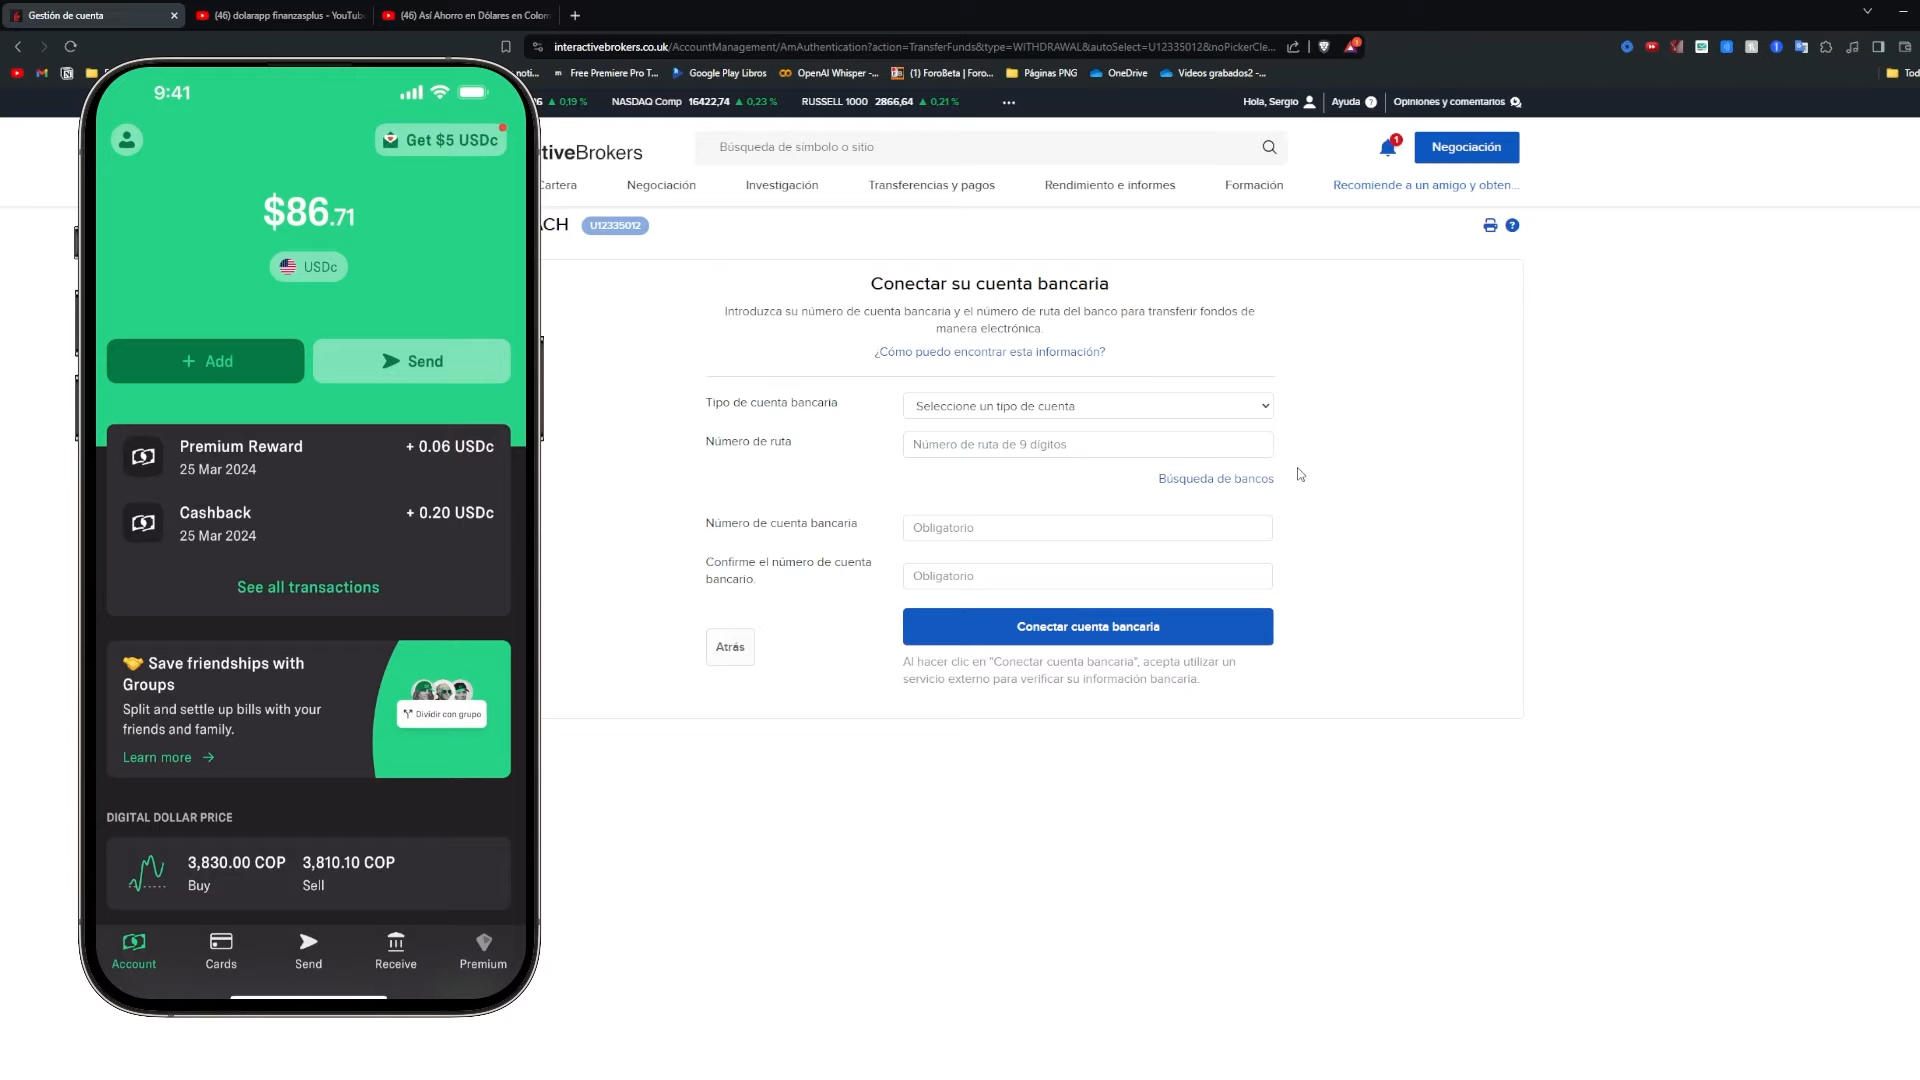 Gestión de cuenta
(46) dolarapp finanzasplus - YouTub
(46) Así Ahorro en Dólares en Colom
interactivebrokers.co.uk/AccountManagement/AmAuthentication?action=TransferFunds&type=WITHDRAWAL&autoSelect=U12335012&noPickerCle...
noti...
Free Premiere Pro T...
Google Play Libros
OpenAI Whisper -...
(1) ForoBeta | Foro...
Páginas PNG
OneDrive
Videos grabados2 -...
Tod
0,19 %
NASDAQ Comp 16422,74 ▲ 0,23 %
RUSSELL 1000 2866,64 ▲ 0,21 %
•••
Hola, Sergio
Ayuda
Opiniones y comentarios
tiveBrokers
Búsqueda de símbolo o sitio
1
Negociación
Cartera
Negociación
Investigación
Transferencias y pagos
Rendimiento e informes
Formación
Recomiende a un amigo y obten...
ACH
U12335012
Conectar su cuenta bancaria
Introduzca su número de cuenta bancaria y el número de ruta del banco para transferir fondos de
manera electrónica.
¿Cómo puedo encontrar esta información?
Tipo de cuenta bancaria
Seleccione un tipo de cuenta
Número de ruta
Número de ruta de 9 dígitos
Búsqueda de bancos
Número de cuenta bancaria
Obligatorio
Confirme el número de cuenta
bancario.
Obligatorio
Conectar cuenta bancaria
Atrás
Al hacer clic en "Conectar cuenta bancaria", acepta utilizar un
servicio externo para verificar su información bancaria.
9:41
Get $5 USDc
$86.71
USDc
+ Add
Send
Premium Reward
+ 0.06 USDc
25 Mar 2024
Cashback
+ 0.20 USDc
25 Mar 2024
See all transactions
Save friendships with
Groups
Split and settle up bills with your
friends and family.
Learn more →
Dividir con grupo
DIGITAL DOLLAR PRICE
3,830.00 COP
3,810.10 COP
Buy
Sell
Account
Cards
Send
Receive
Premium